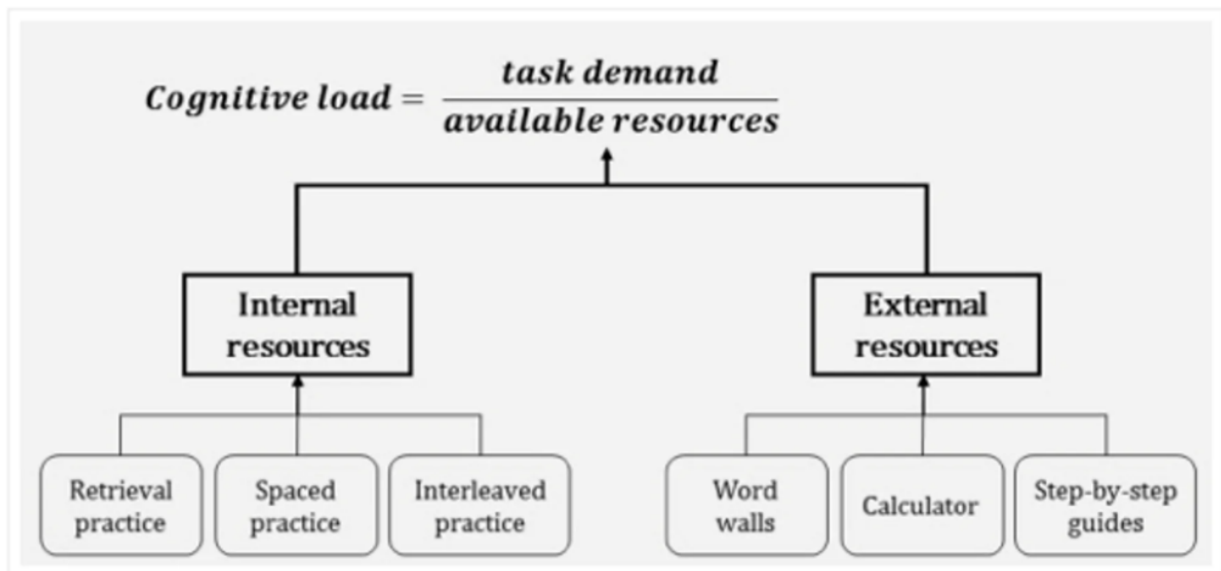 Cognitive load = task demand
available resources
Internal
resources
External
resources
Retrieval
practice
Spaced
practice
Interleaved
practice
Word
walls
Calculator
Step-by-step
guides